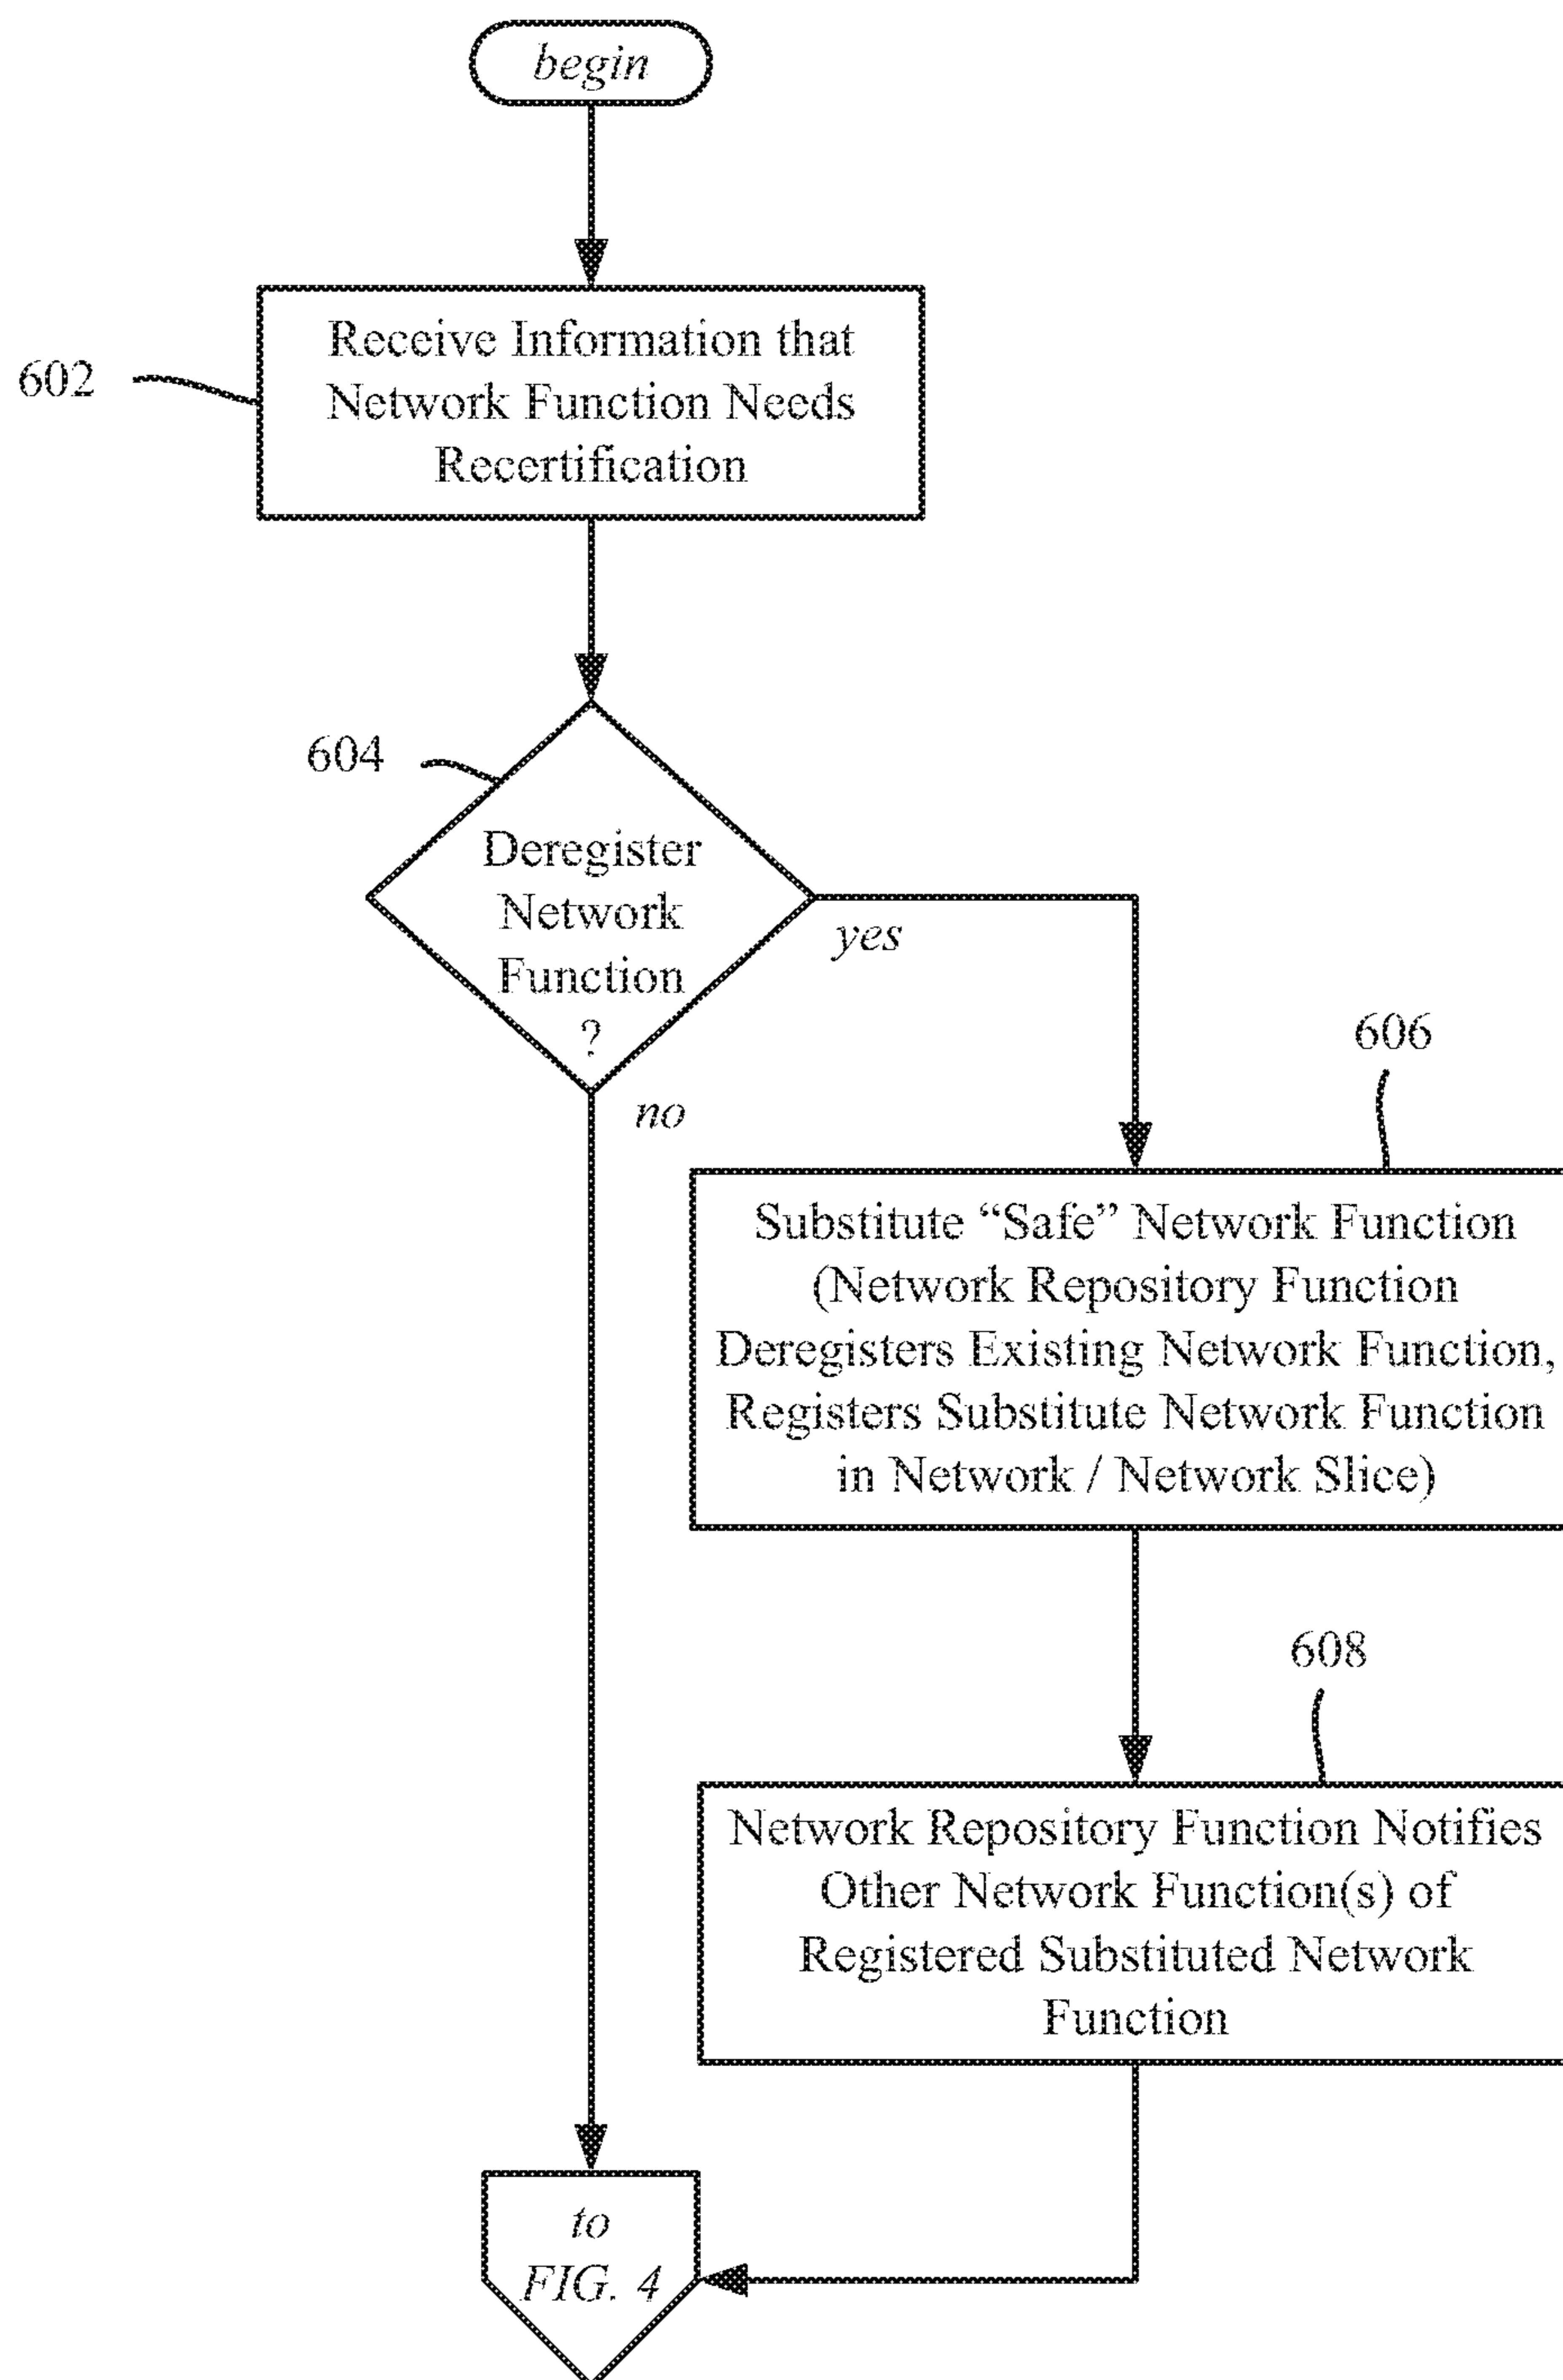 begin
602
Receive Information that
Network Function Needs
Recertification
604
Deregister
Network
Function
?
yes
no
606
Substitute “Safe” Network Function
(Network Repository Function
Deregisters Existing Network Function,
Registers Substitute Network Function
in Network / Network Slice)
608
Network Repository Function Notifies
Other Network Function(s) of
Registered Substituted Network
Function
to
FIG. 4